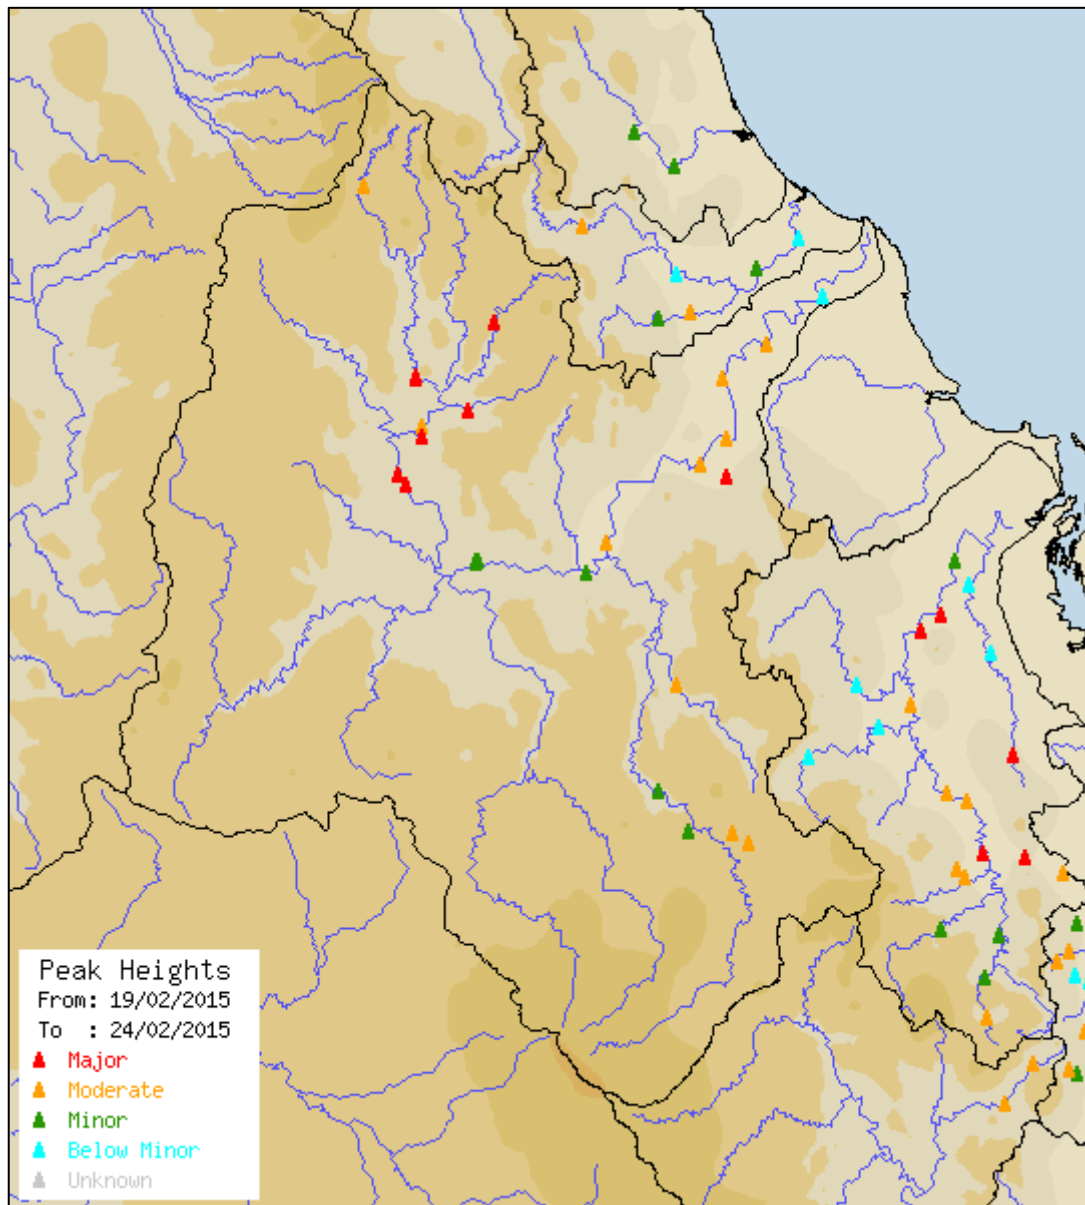 Peak Heights
From: 19/02/2015
To : 24/02/2015
Major
Moderate
Minor
Below Minor
Unknown